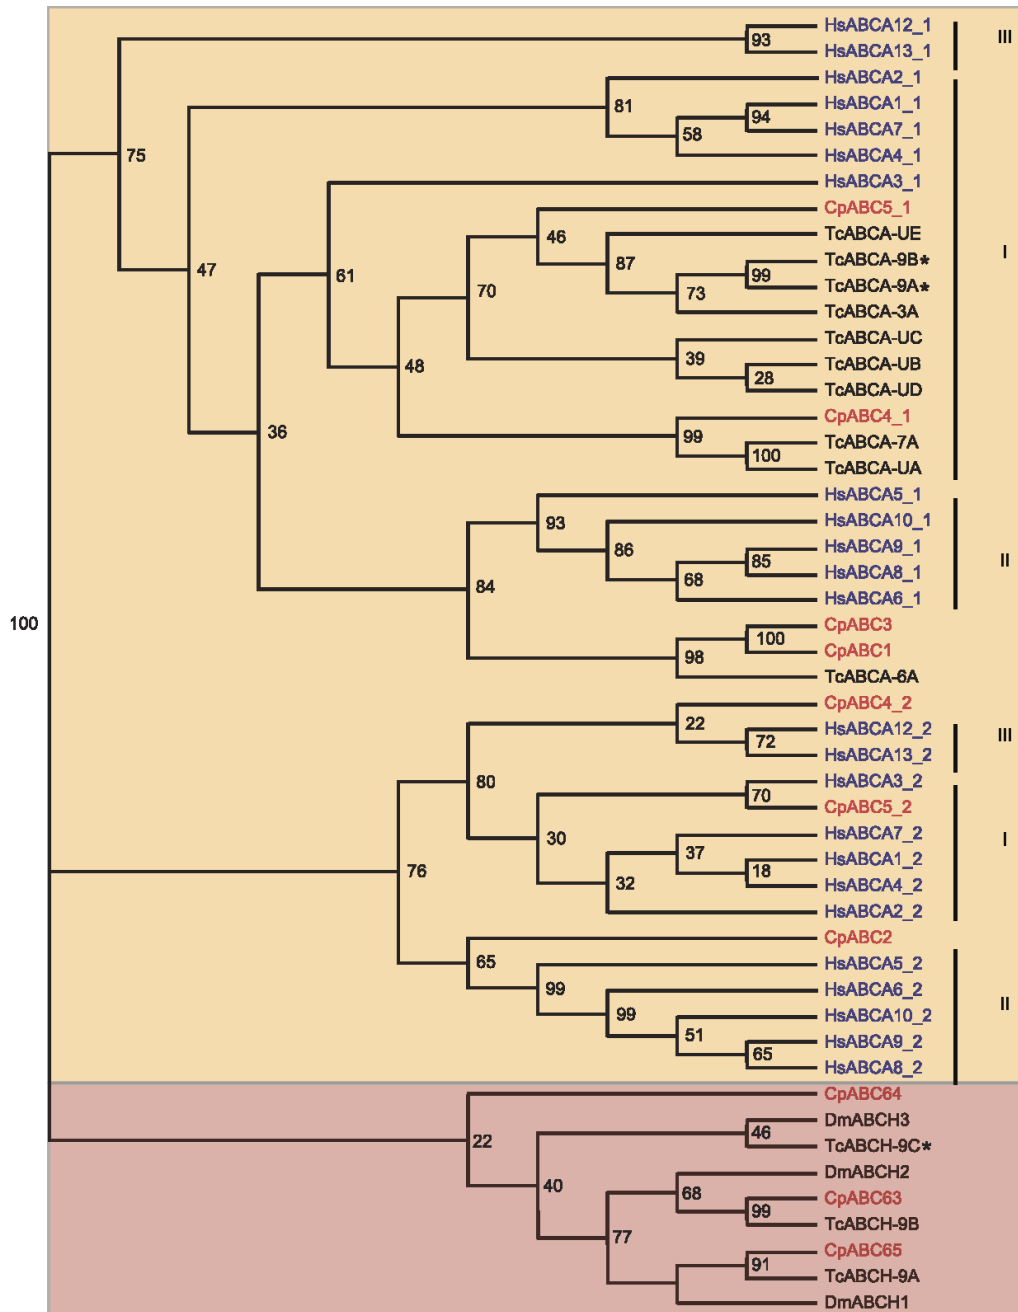 HsABCA12_1
93
III
HsABCA13_1
HsABCA2_1
81
HsABCA1_1
94
HsABCA7_1
58
HsABCA4_1
75
HsABCA3_1
CpABC5_1
46
TcABCA-UE
I
87
TcABCA-9B*
99
47
61
TcABCA-9A*
70
73
TcABCA-3A
TcABCA-UC
39
48
TcABCA-UB
28
TcABCA-UD
CpABC4_1
36
99
TcABCA-7A
100
TcABCA-UA
HsABCA5_1
93
HsABCA10_1
86
HsABCA9_1
85
II
HsABCA8_1
68
84
HsABCA6_1
100
CpABC3
100
CpABC1
98
TcABCA-6A
CpABC4_2
22
HsABCA12_2
III
72
HsABCA13_2
80
HsABCA3_2
70
CpABC5_2
HsABCA7_2
30
I
37
HsABCA1_2
18
76
32
HsABCA4_2
HsABCA2_2
CpABC2
65
HsABCA5_2
99
HsABCA6_2
II
99
HsABCA10_2
51
HsABCA9_2
65
HsABCA8_2
CpABC64
DmABCH3
46
22
TcABCH-9C*
DmABCH2
40
68
CpABC63
99
TcABCH-9B
77
CpABC65
91
TcABCH-9A
DmABCH1